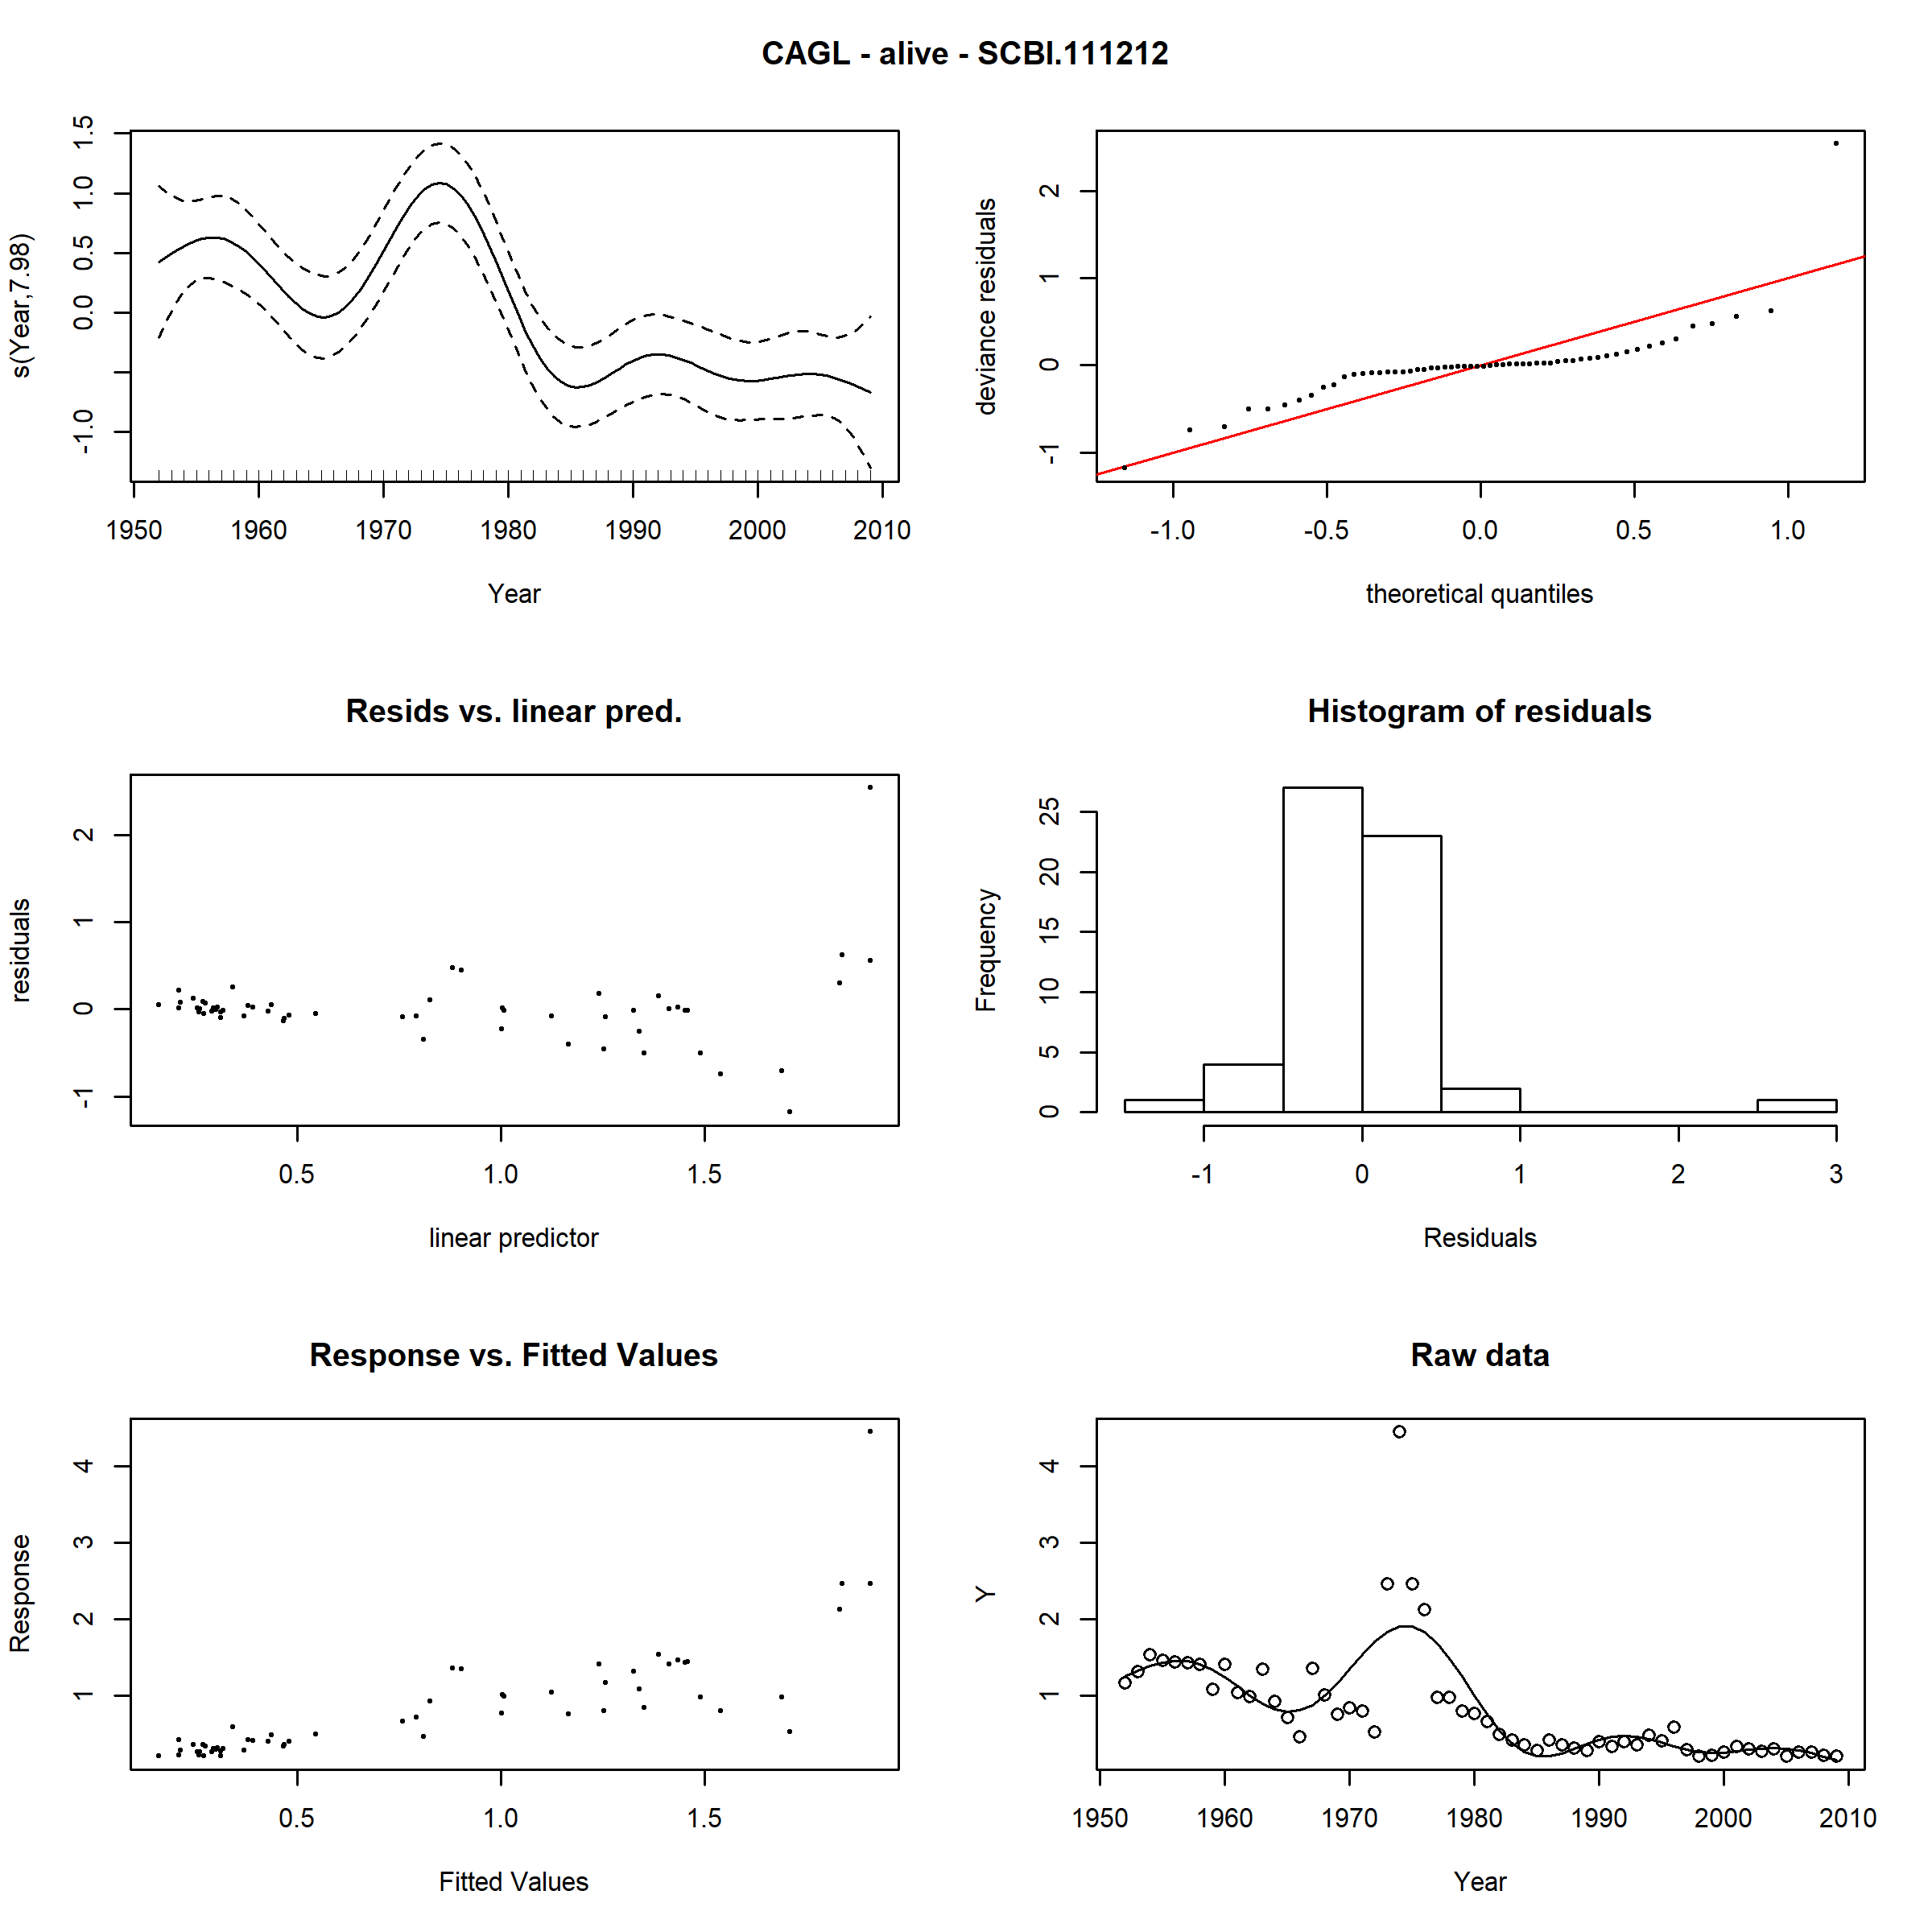 CAGL - alive - SCBI.111212
s(Year,7.98)
1.5
1.0
0.5
0.0
-1.0
1950 1960 1970 1980 1990 2000 2010
Year
deviance residuals
2
1
0
-1
-1.0 -0.5 0.0 0.5 1.0
theoretical quantiles
Resids vs. linear pred.
residuals
2
1
0
-1
0.5 1.0 1.5
linear predictor
Histogram of residuals
Frequency
25
20
15
10
5
0
-1 0 1 2 3
Residuals
Response vs. Fitted Values
Response
4
3
2
1
0.5 1.0 1.5
Fitted Values
Raw data
Y
4
3
2
1
1950 1960 1970 1980 1990 2000 2010
Year